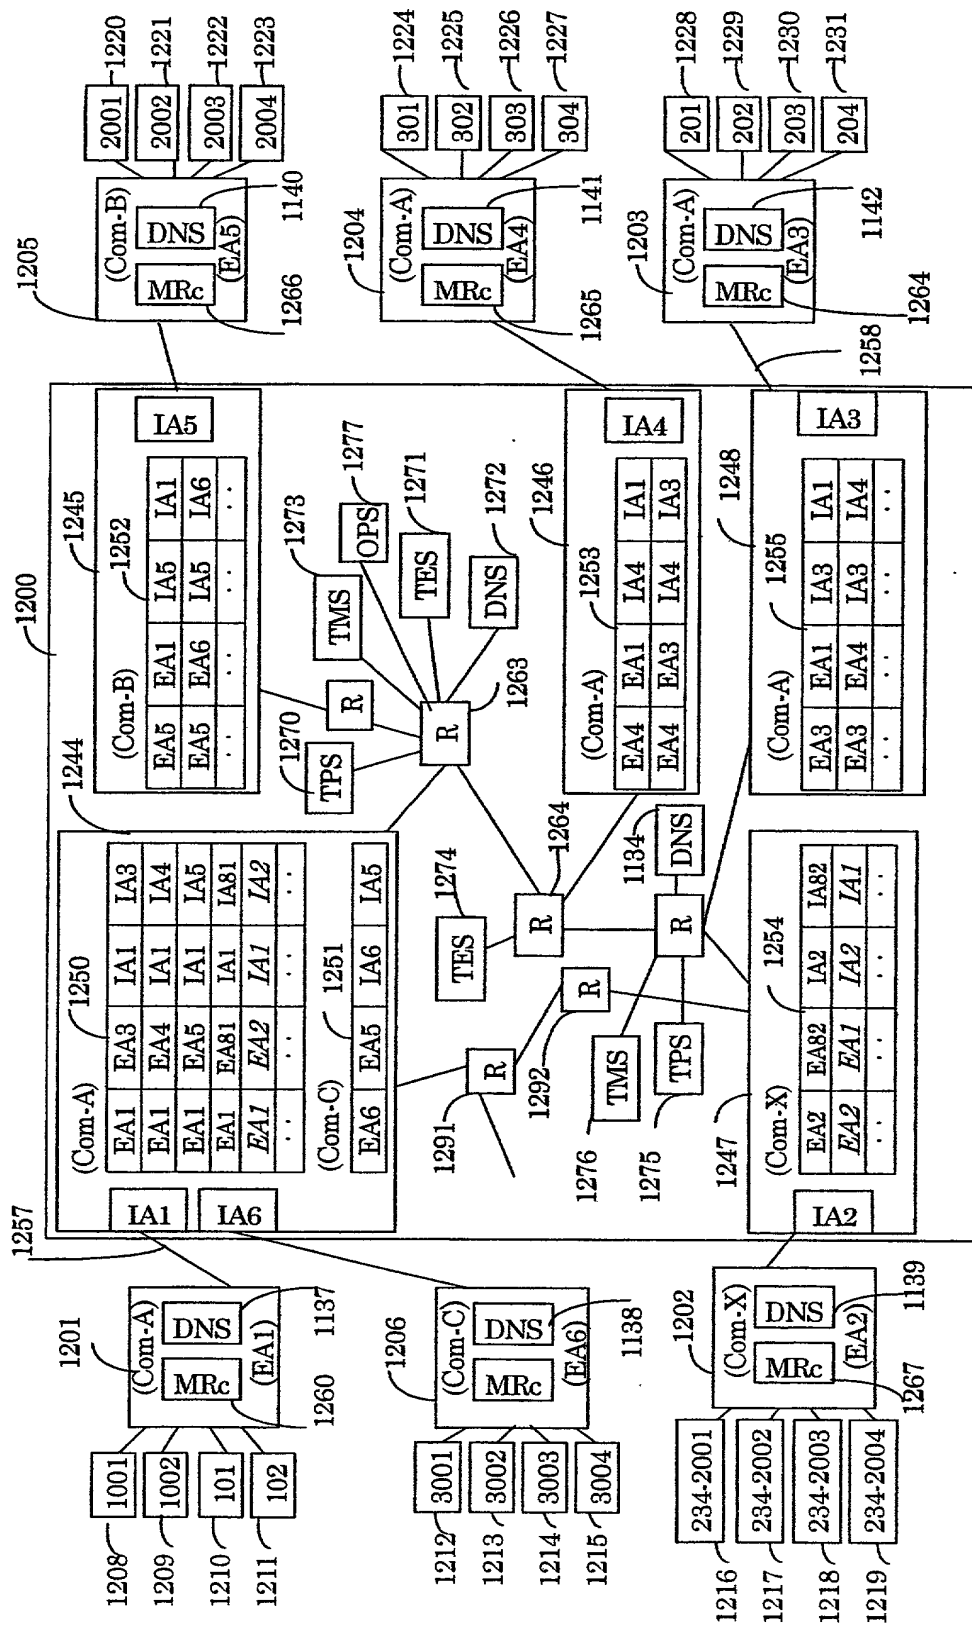 1220
1221
1222
1223
2001
2002
2003
2004
1205
(Com-B)
MRc
DNS
(EA5)
1266
1140
1224
1225
1226
1227
301
302
303
304
1204
(Com-A)
MRc
DNS
(EA4)
1265
1141
1228
1229
1230
1231
201
202
203
204
1203
(Com-A)
MRc
DNS
(EA3)
1264
1142
1258
1200
1245
1252
(Com-B)
IA5
EA5 EA1 IA5 IA1
EA5 EA6 IA5 IA6
. . . . . . . .
1246
1253
(Com-A)
IA4
EA4 EA1 IA4 IA1
EA4 EA3 IA4 IA3
1248
1255
(Com-A)
IA3
EA3 EA1 IA3 IA1
EA3 EA4 IA3 IA4
. . . . . . . .
1273
1277
1271
1272
1270
1263
TPS
R
TMS
OPS
TES
DNS
R
1244
1250
(Com-A)
EA1 EA3 IA1 IA3
EA1 EA4 IA1 IA4
EA1 EA5 IA1 IA5
EA1 EA81 IA1 IA81
EA1 EA2 IA1 IA2
. . . . . . . .
(Com-C)
1251
EA6 EA5 IA6 IA5
IA1
IA6
1274
TES
1264
R
1134
DNS
R
1291
R
1292
R
1276
TMS
1275
TPS
1247
1254
(Com-X)
EA2 EA82 IA2 IA82
EA2 EA1 IA2 IA1
. . . . . . . .
IA2
1257
1201
(Com-A)
MRc
DNS
(EA1)
1260
1137
1001
1002
101
102
1208
1209
1210
1211
1206
(Com-C)
MRc
DNS
(EA6)
1138
3001
3002
3003
3004
1212
1213
1214
1215
1202
(Com-X)
MRc
DNS
(EA2)
1267
1139
234-2001
234-2002
234-2003
234-2004
1216
1217
1218
1219